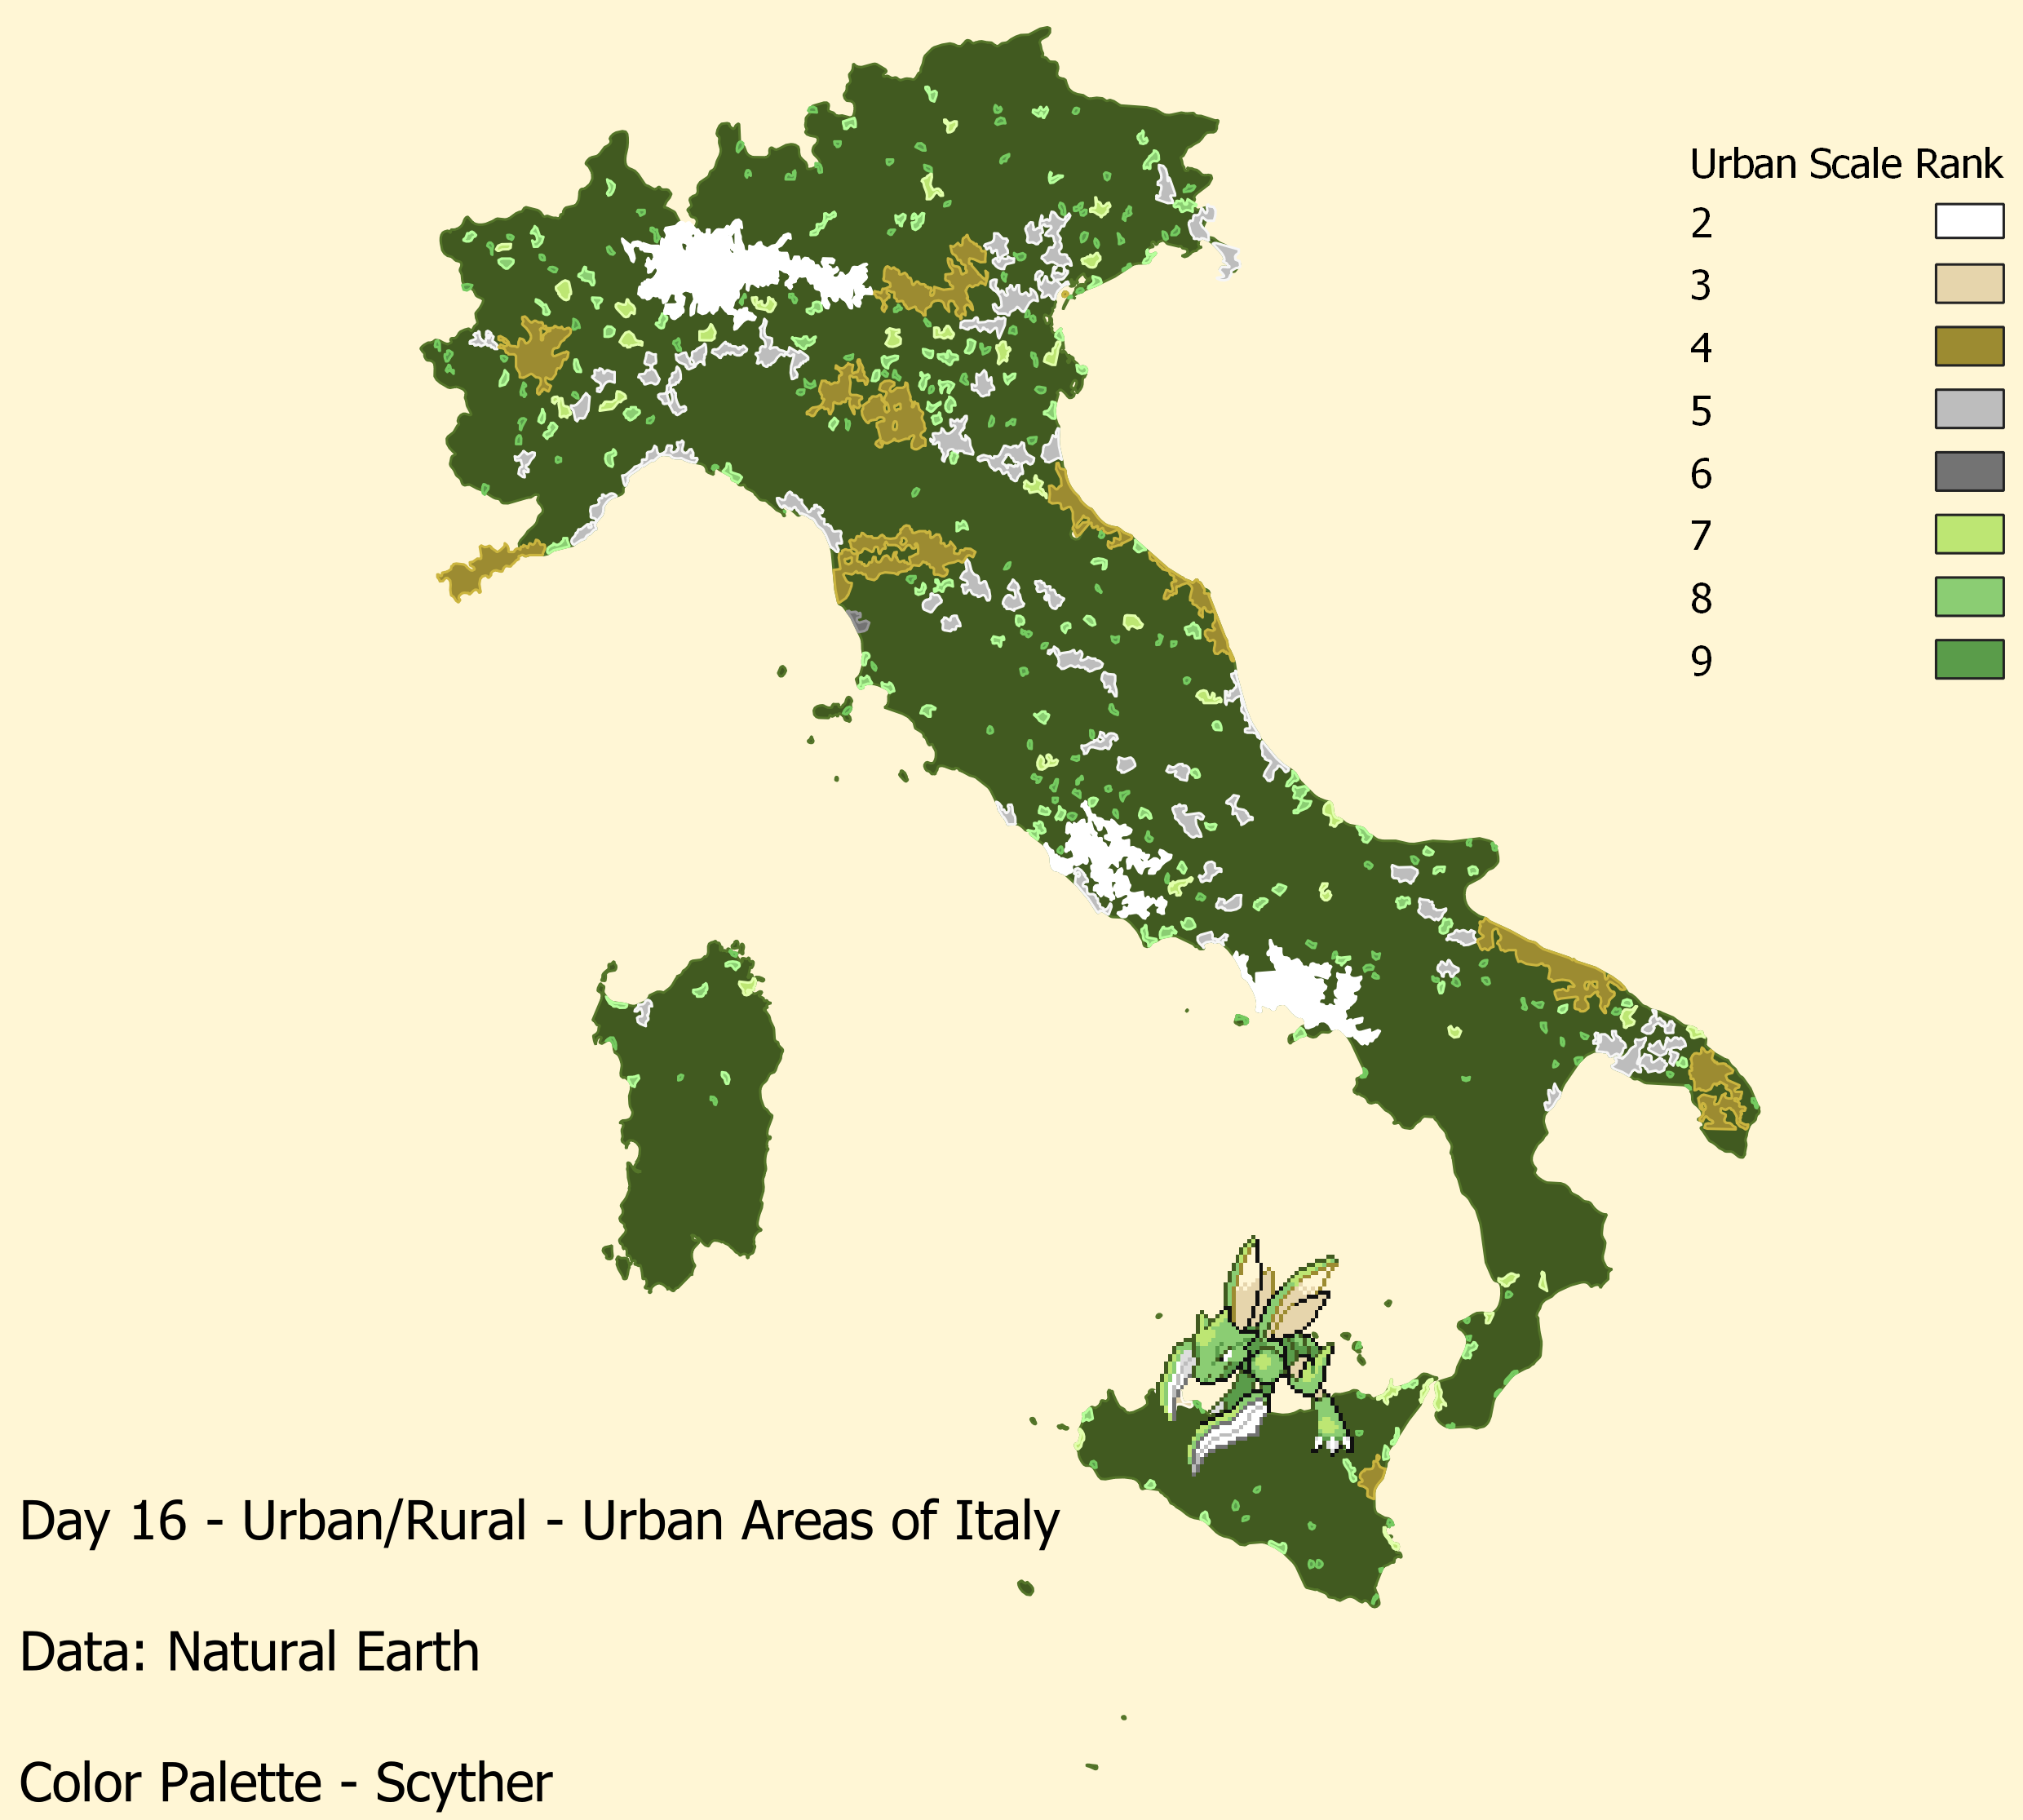 Urban Scale Rank
2
3
4
5
6
7
8
9
Day 16 - Urban/Rural - Urban Areas of Italy
Data: Natural Earth
Color Palette - Scyther